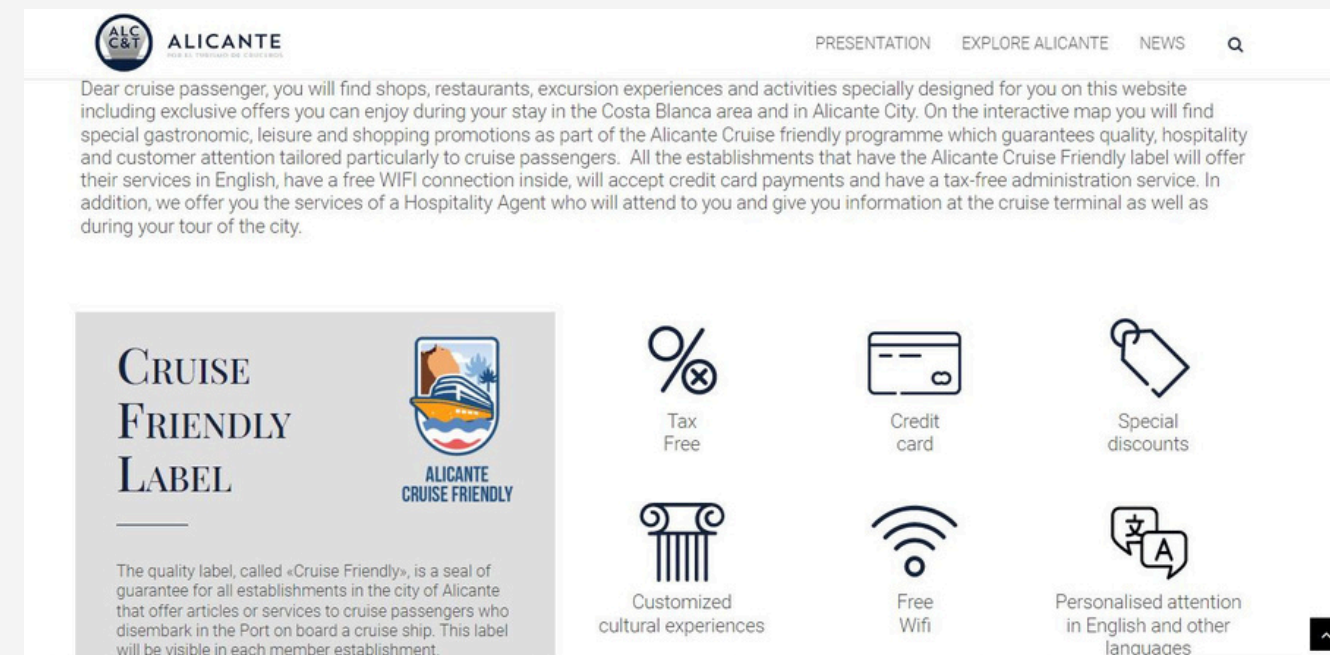 ALC
C&T
ALICANTE
POR EL TURISMO DE CRUCEROS
PRESENTATION EXPLORE ALICANTE NEWS
Dear cruise passenger, you will find shops, restaurants, excursion experiences and activities specially designed for you on this website
including exclusive offers you can enjoy during your stay in the Costa Blanca area and in Alicante City. On the interactive map you will find
special gastronomic, leisure and shopping promotions as part of the Alicante Cruise friendly programme which guarantees quality, hospitality
and customer attention tailored particularly to cruise passengers. All the establishments that have the Alicante Cruise Friendly label will offer
their services in English, have a free WIFI connection inside, will accept credit card payments and have a tax-free administration service. In
addition, we offer you the services of a Hospitality Agent who will attend to you and give you information at the cruise terminal as well as
during your tour of the city.
CRUISE
FRIENDLY
LABEL
ALICANTE
CRUISE FRIENDLY
The quality label, called «Cruise Friendly», is a seal of
guarantee for all establishments in the city of Alicante
that offer articles or services to cruise passengers who
disembark in the Port on board a cruise ship. This label
will be visible in each member establishment.
Tax
Free
Credit
card
Special
discounts
Customized
cultural experiences
Free
Wifi
文
A
Personalised attention
in English and other
languages